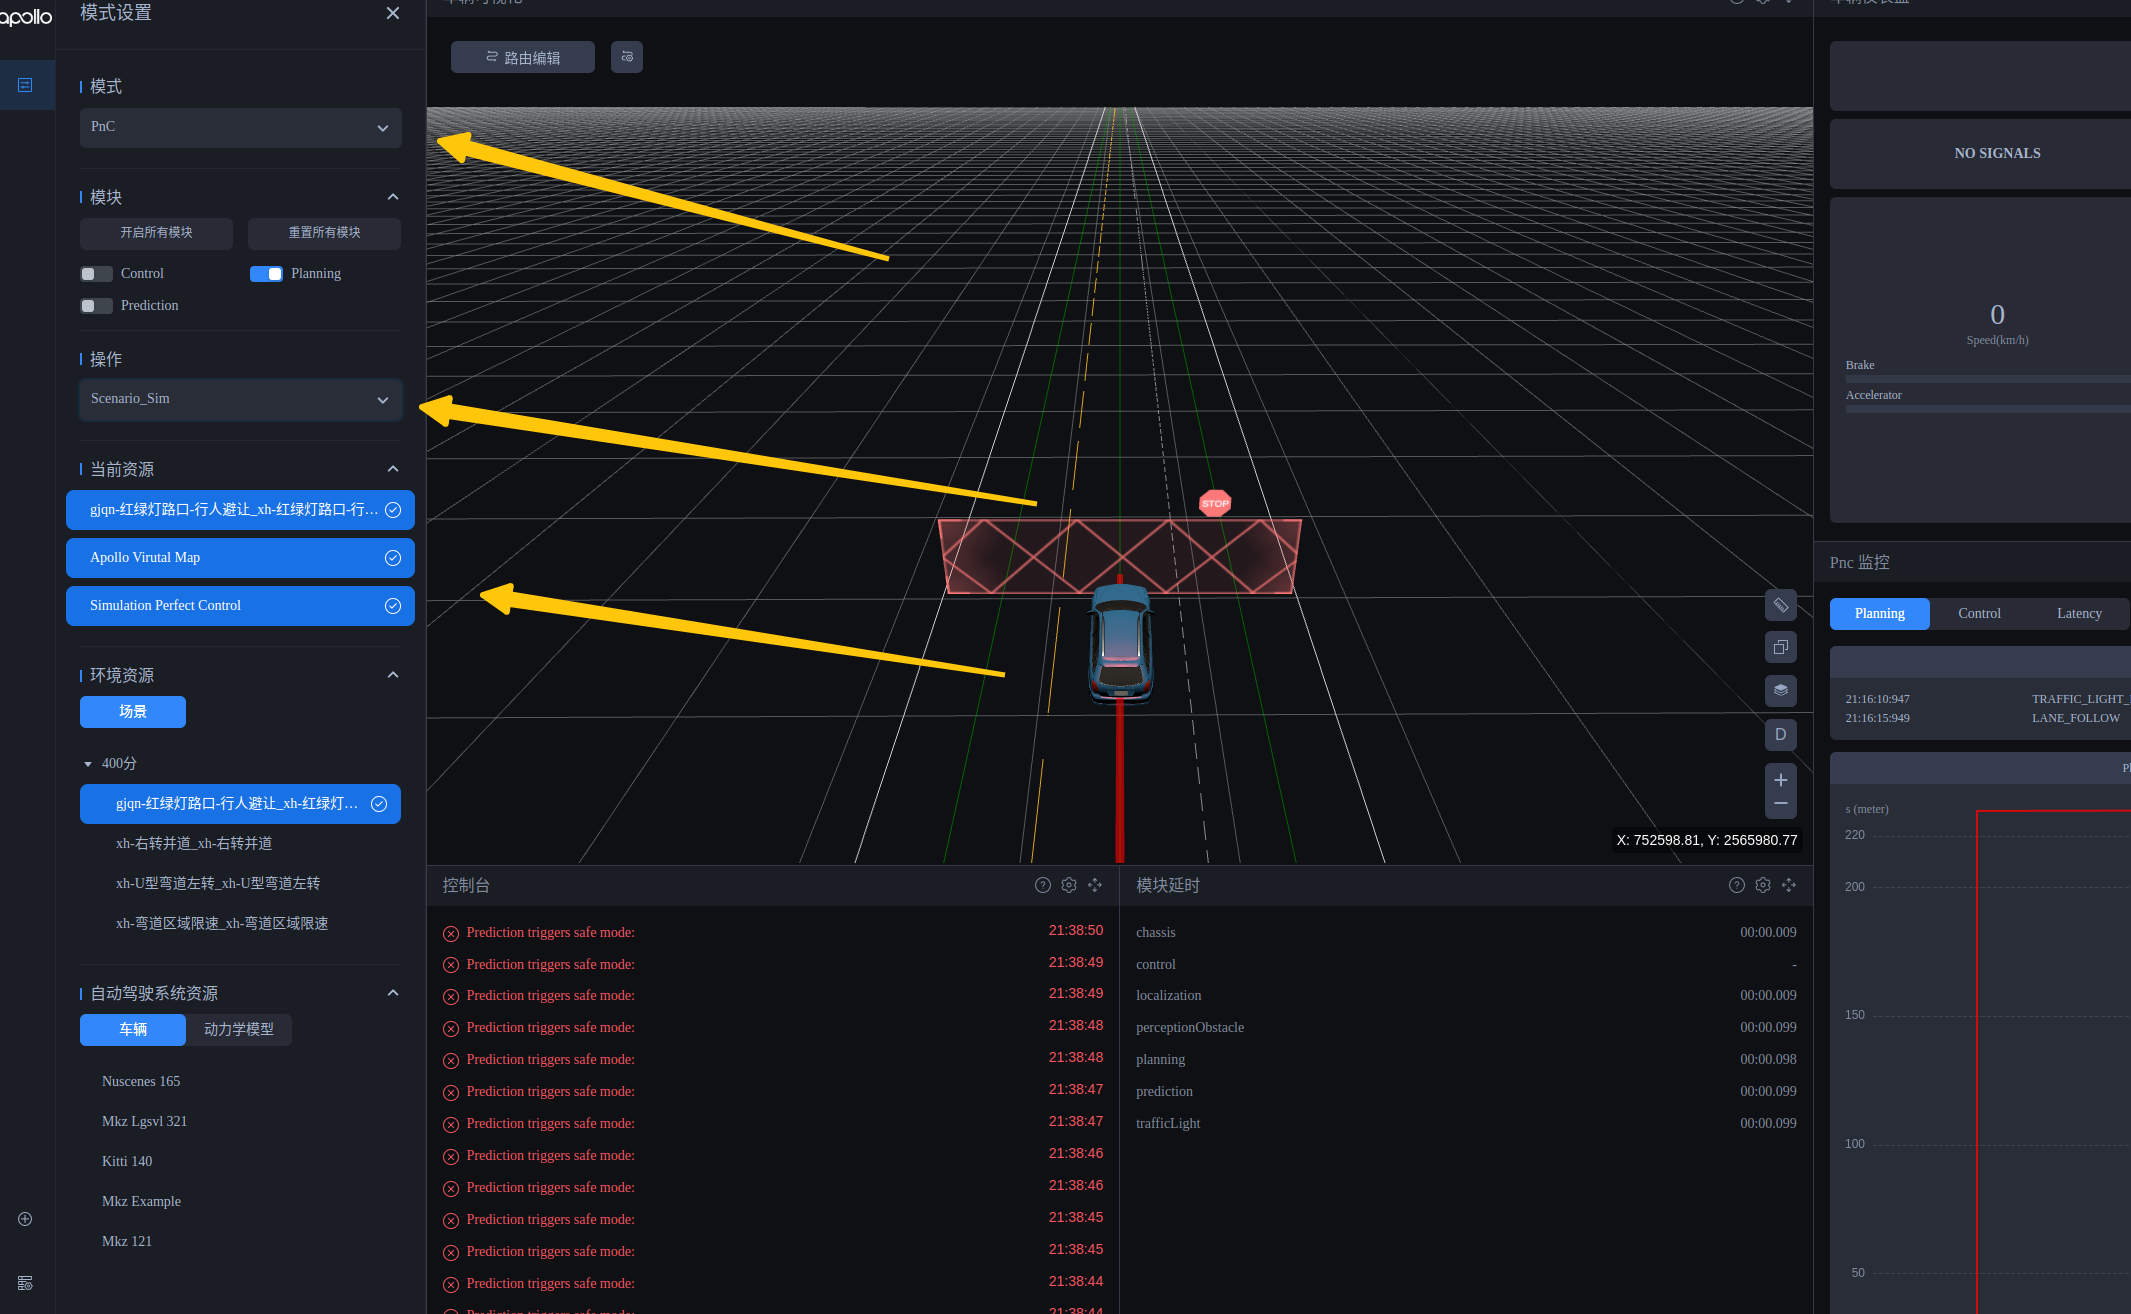 apollo
模式设置
模式
PnC
模块
开启所有模块
重置所有模块
Control
Planning
Prediction
操作
Scenario_Sim
当前资源
gjqn-红绿灯路口-行人避让_xh-红绿灯路口-行...
Apollo Virutal Map
Simulation Perfect Control
环境资源
场景
400分
gjqn-红绿灯路口-行人避让_xh-红绿灯...
xh-右转并道_xh-右转并道
xh-U型弯道左转_xh-U型弯道左转
xh-弯道区域限速_xh-弯道区域限速
自动驾驶系统资源
车辆
动力学模型
Nuscenes 165
Mkz Lgsvl 321
Kitti 140
Mkz Example
Mkz 121
路由编辑
STOP
D
X: 752598.81, Y: 2565980.77
控制台
Prediction triggers safe mode: 21:38:50
Prediction triggers safe mode: 21:38:49
Prediction triggers safe mode: 21:38:49
Prediction triggers safe mode: 21:38:48
Prediction triggers safe mode: 21:38:48
Prediction triggers safe mode: 21:38:47
Prediction triggers safe mode: 21:38:47
Prediction triggers safe mode: 21:38:46
Prediction triggers safe mode: 21:38:46
Prediction triggers safe mode: 21:38:45
Prediction triggers safe mode: 21:38:45
Prediction triggers safe mode: 21:38:44
Prediction triggers safe mode: 21:38:44
模块延时
chassis 00:00.009
control -
localization 00:00.009
perceptionObstacle 00:00.099
planning 00:00.098
prediction 00:00.099
trafficLight 00:00.099
NO SIGNALS
0
Speed(km/h)
Brake
Accelerator
Pnc 监控
Planning
Control
Latency
21:16:10:947 TRAFFIC_LIGHT_
21:16:15:949 LANE_FOLLOW
s (meter)
220
200
150
100
50